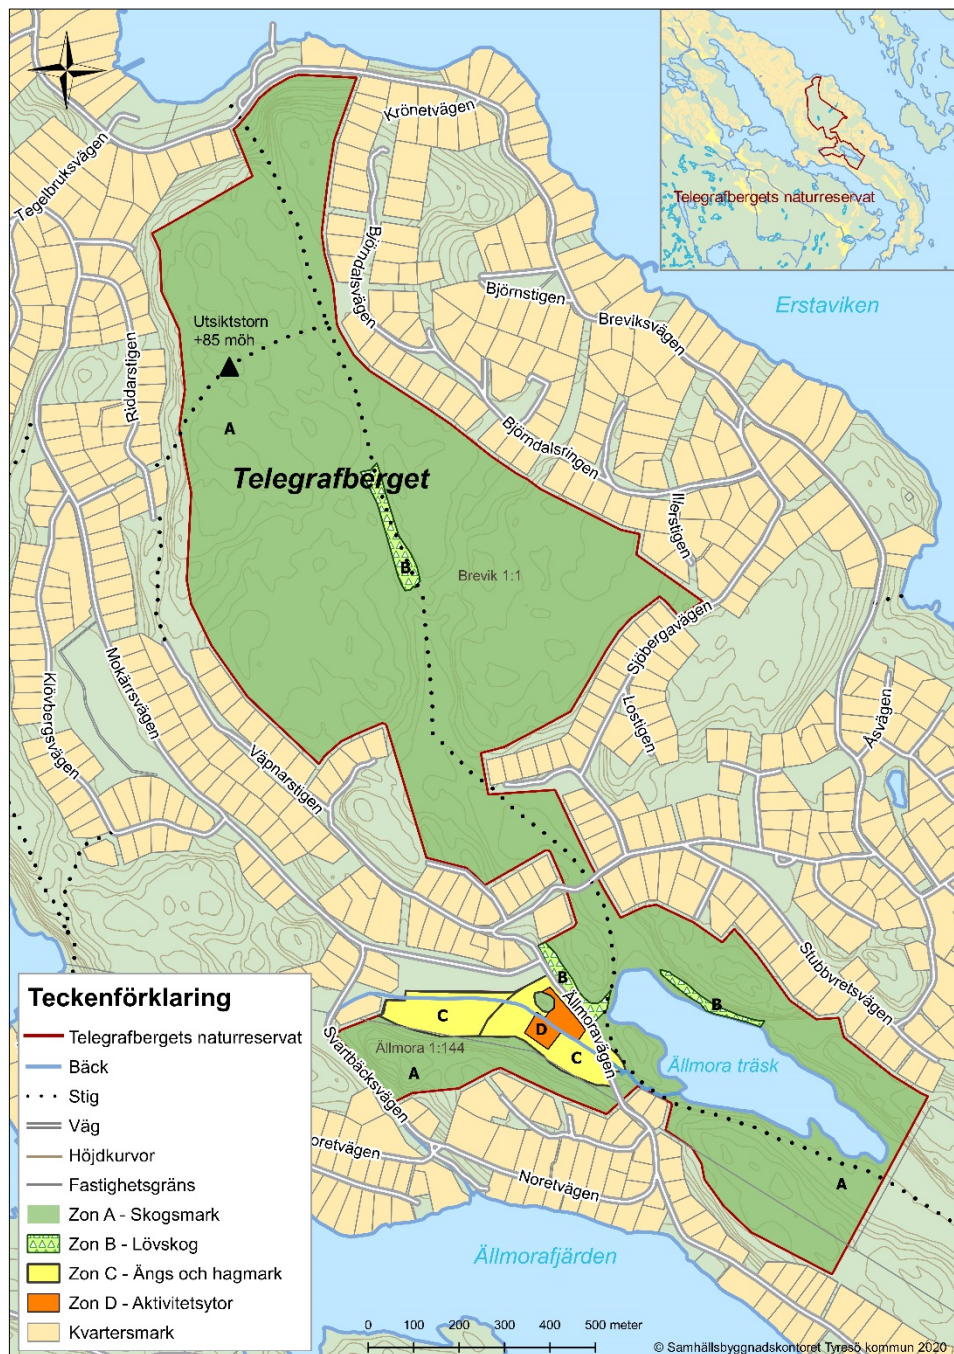 Telegrafbergets naturreservat
Krönetvägen
Tegelbruksvägen
Björndalsvägen
Björnstigen
Erstaviken
Breviksvägen
Utsiktstorn
+85 möh
Riddarstigen
A
Björndalsringen
Telegrafberget
Illerstigen
B
Brevik 1:1
Sjöbergavägen
Lostigen
Åsvägen
Klövbergsvägen
Mokärrsvägen
Väpnarstigen
Stubbvretsvägen
B
B
Ällmoravägen
C
D
C
Ällmora 1:144
A
Ällmora träsk
Svartbäcksvägen
oretvägen
Noretvägen
A
Ällmorafjärden
Teckenförklaring
Telegrafbergets naturreservat
Bäck
Stig
Väg
Höjdkurvor
Fastighetsgräns
Zon A - Skogsmark
Zon B - Lövskog
Zon C - Ängs och hagmark
Zon D - Aktivitetsytor
Kvartersmark
0 100 200 300 400 500 meter
© Samhällsbyggnadskontoret Tyresö kommun 2020